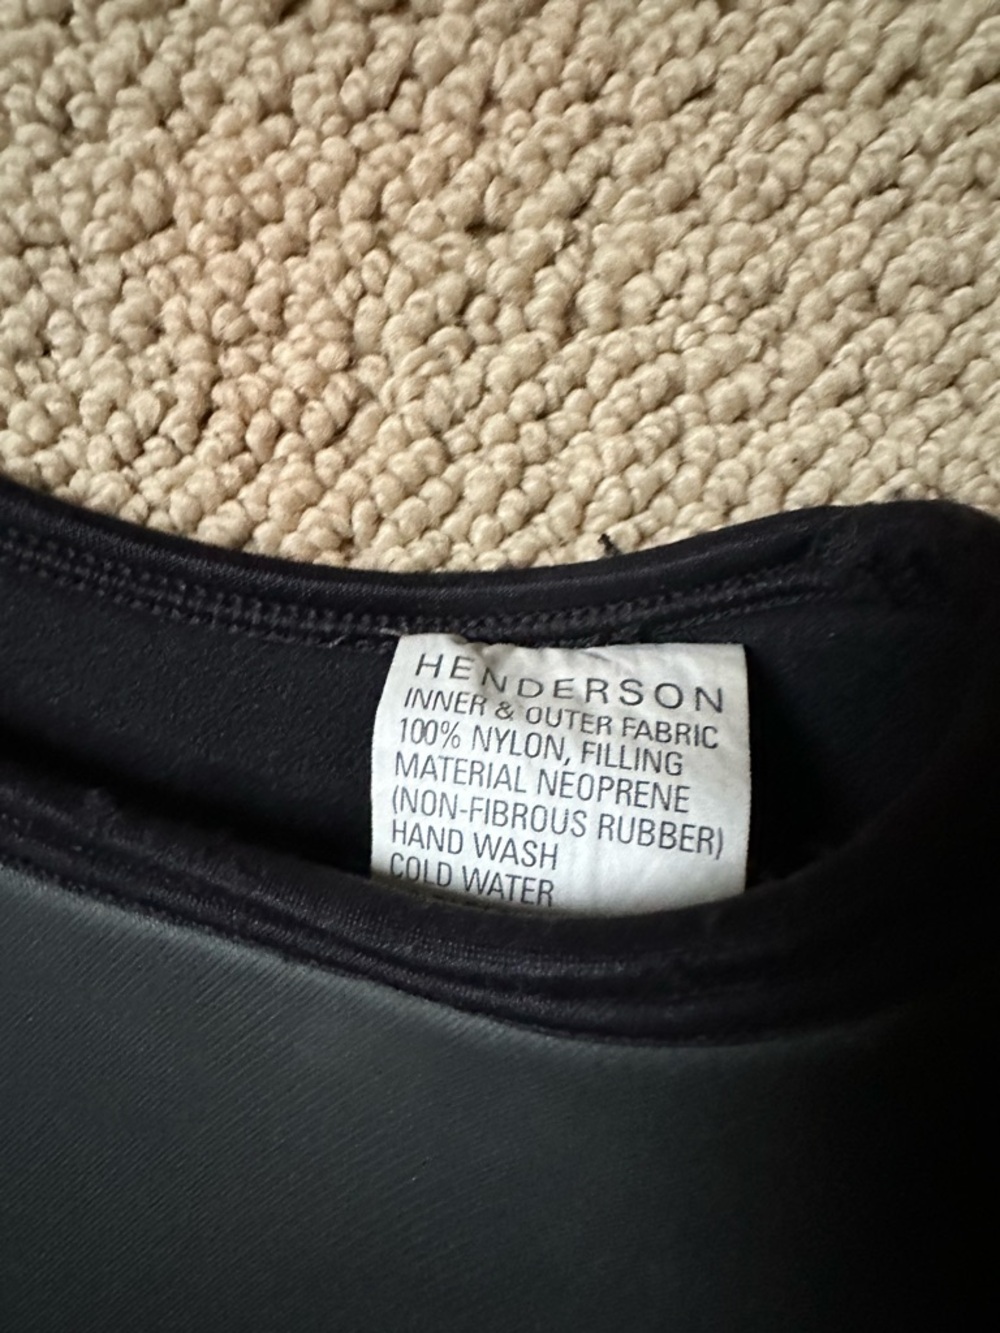 HENDERSON
INNER & OUTER FABRIC
100% NYLON, FILLING
MATERIAL NEOPRENE
(NON-FIBROUS RUBBER)
HAND WASH
COLD WATER